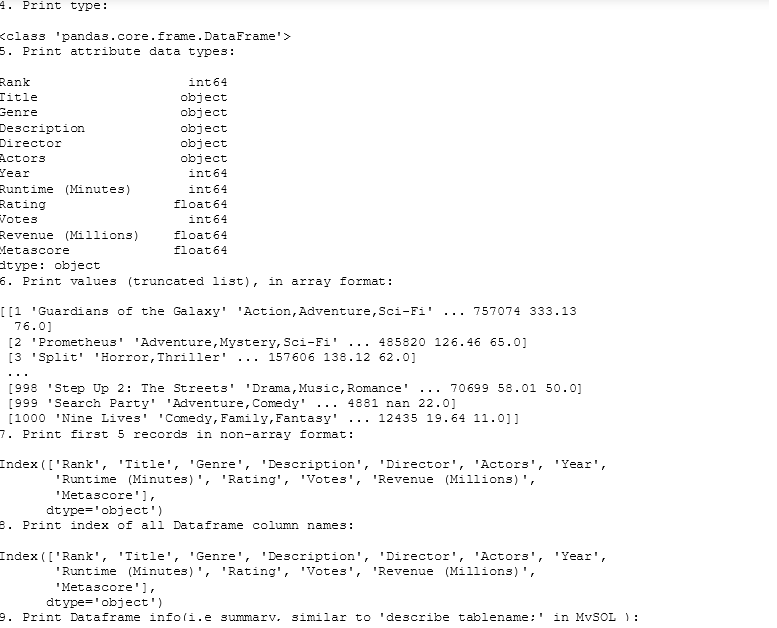 4. Print type:
<class 'pandas.core.frame.DataFrame'>
5. Print attribute data types:
Rank                     int64
Title                   object
Genre                   object
Description             object
Director                object
Actors                  object
Year                     int64
Runtime (Minutes)        int64
Rating                 float64
Votes                    int64
Revenue (Millions)     float64
Metascore              float64
dtype: object
6. Print values (truncated list), in array format:
[[1 'Guardians of the Galaxy' 'Action,Adventure,Sci-Fi' ... 757074 333.13
  76.0]
 [2 'Prometheus' 'Adventure,Mystery,Sci-Fi' ... 485820 126.46 65.0]
 [3 'Split' 'Horror,Thriller' ... 157606 138.12 62.0]
 ...
 [998 'Step Up 2: The Streets' 'Drama,Music,Romance' ... 70699 58.01 50.0]
 [999 'Search Party' 'Adventure,Comedy' ... 4881 nan 22.0]
 [1000 'Nine Lives' 'Comedy,Family,Fantasy' ... 12435 19.64 11.0]]
7. Print first 5 records in non-array format:
Index(['Rank', 'Title', 'Genre', 'Description', 'Director', 'Actors', 'Year',
       'Runtime (Minutes)', 'Rating', 'Votes', 'Revenue (Millions)',
       'Metascore'],
      dtype='object')
8. Print index of all Dataframe column names:
Index(['Rank', 'Title', 'Genre', 'Description', 'Director', 'Actors', 'Year',
       'Runtime (Minutes)', 'Rating', 'Votes', 'Revenue (Millions)',
       'Metascore'],
      dtype='object')
9. Print Dataframe info(i.e summary, similar to 'describe tablename;' in MySQL ):